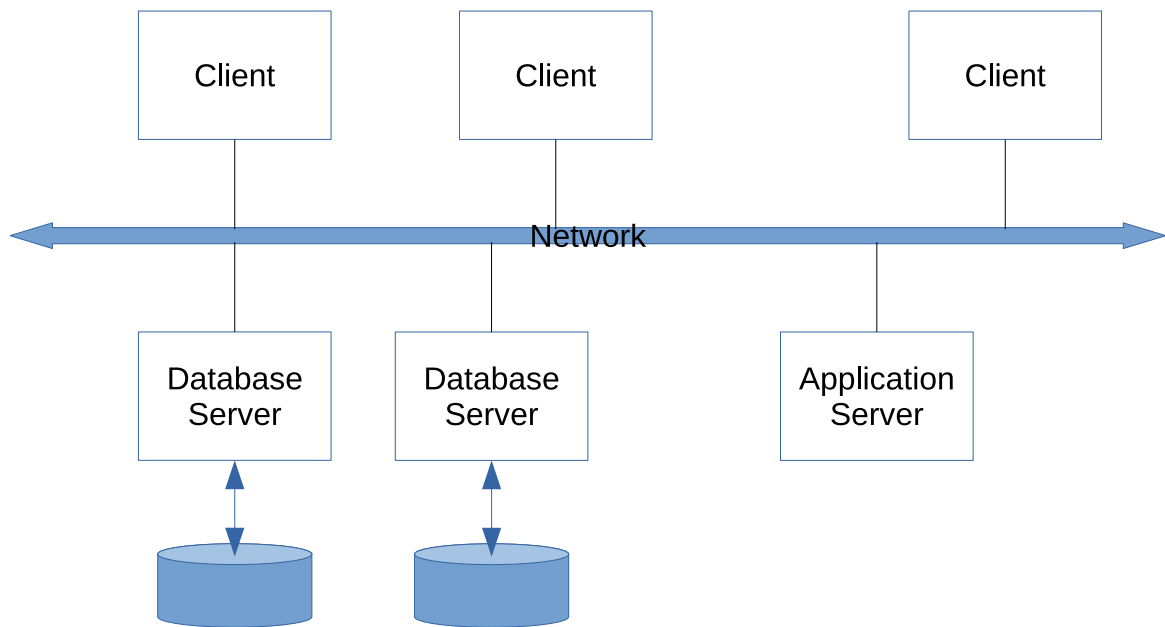 Client
Client
Client
Network
Database
Server
Database
Server
Application
Server